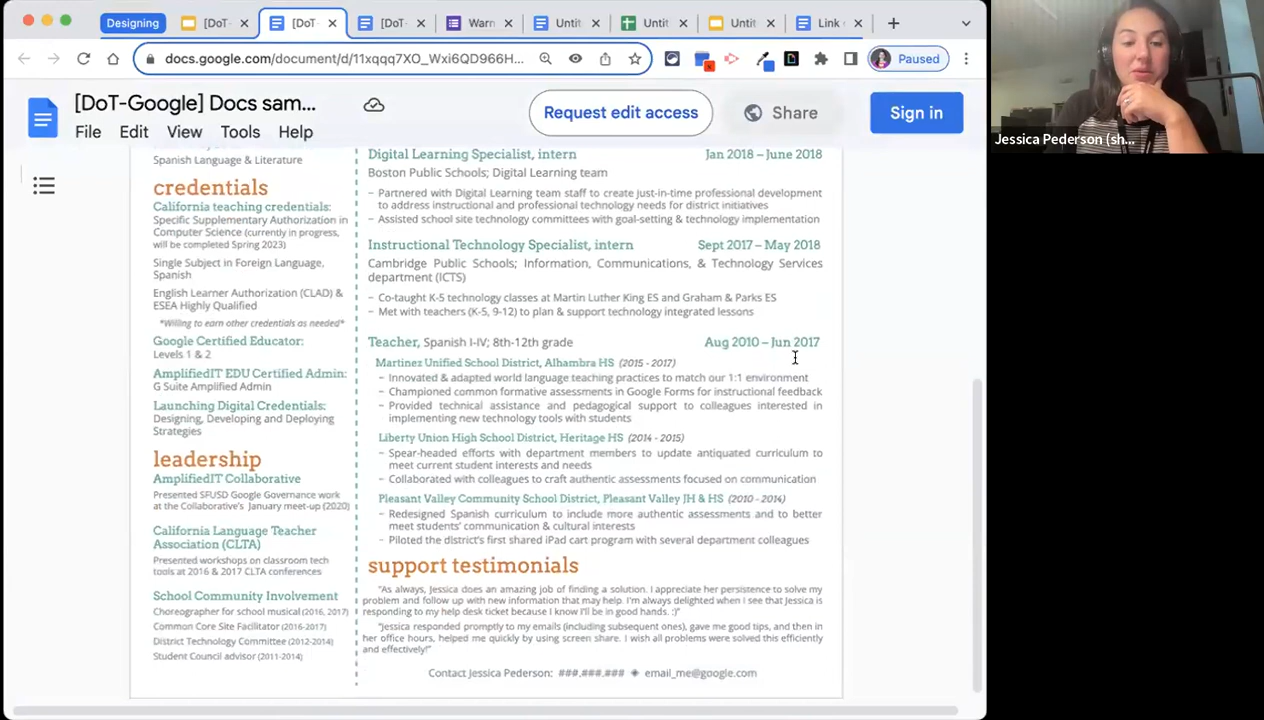 Designing
[DoT-
[DoT-
[DoT-
Warn
Untit
Untit
Untit
Link
docs.google.com/document/d/11xqqq7XO_Wxi6QD966H...
Paused
[DoT-Google] Docs sam...
File Edit View Tools Help
Request edit access
Share
Sign in
Jessica Pederson (sh...
Spanish Language & Literature
credentials
California teaching credentials:
Specific Supplementary Authorization in
Computer Science (currently in progress,
will be completed Spring 2023)
Single Subject in Foreign Language,
Spanish
English Learner Authorization (CLAD) &
ESEA Highly Qualified
*Willing to earn other credentials as needed*
Google Certified Educator:
Levels 1 & 2
AmplifiedIT EDU Certified Admin:
G Suite Amplified Admin
Launching Digital Credentials:
Designing, Developing and Deploying
Strategies
leadership
AmplifiedIT Collaborative
Presented SFUSD Google Governance work
at the Collaborative's January meet-up (2020)
California Language Teacher
Association (CLTA)
Presented workshops on classroom tech
tools at 2016 & 2017 CLTA conferences
School Community Involvement
Choreographer for school musical (2016, 2017)
Common Core Site Facilitator (2016-2017)
District Technology Committee (2012-2014)
Student Council advisor (2011-2014)
Digital Learning Specialist, intern Jan 2018 – June 2018
Boston Public Schools; Digital Learning team
– Partnered with Digital Learning team staff to create just-in-time professional development
to address instructional and professional technology needs for district initiatives
– Assisted school site technology committees with goal-setting & technology implementation
Instructional Technology Specialist, intern Sept 2017 – May 2018
Cambridge Public Schools; Information, Communications, & Technology Services
department (ICTS)
– Co-taught K-5 technology classes at Martin Luther King ES and Graham & Parks ES
– Met with teachers (K-5, 9-12) to plan & support technology integrated lessons
Teacher, Spanish I-IV; 8th-12th grade Aug 2010 – Jun 2017
Martinez Unified School District, Alhambra HS (2015 - 2017)
– Innovated & adapted world language teaching practices to match our 1:1 environment
– Championed common formative assessments in Google Forms for instructional feedback
– Provided technical assistance and pedagogical support to colleagues interested in
implementing new technology tools with students
Liberty Union High School District, Heritage HS (2014 - 2015)
– Spear-headed efforts with department members to update antiquated curriculum to
meet current student interests and needs
– Collaborated with colleagues to craft authentic assessments focused on communication
Pleasant Valley Community School District, Pleasant Valley JH & HS (2010 - 2014)
– Redesigned Spanish curriculum to include more authentic assessments and to better
meet students' communication & cultural interests
– Piloted the district's first shared iPad cart program with several department colleagues
support testimonials
"As always, Jessica does an amazing job of finding a solution. I appreciate her persistence to solve my
problem and follow up with new information that may help. I'm always delighted when I see that Jessica is
responding to my help desk ticket because I know I'll be in good hands. :)"
"Jessica responded promptly to my emails (including subsequent ones), gave me good tips, and then in
her office hours, helped me quickly by using screen share. I wish all problems were solved this efficiently
and effectively!"
Contact Jessica Pederson: ###.###.### ◈ email_me@google.com